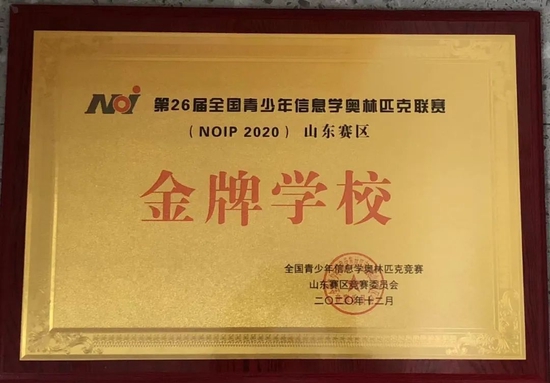 NOI 第26届全国青少年信息学奥林匹克联赛
（NOIP 2020）山东赛区
金牌学校
全国青少年信息学奥林匹克竞赛
山东赛区竞赛委员会
二〇二〇年十二月